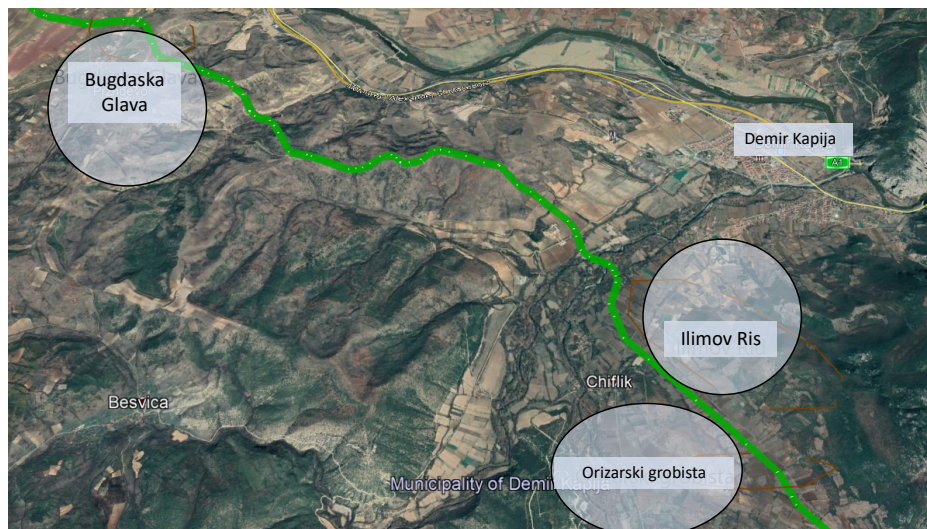 Bugdaska
Glava
Demir Kapija
A1
Ilimov Ris
Chiflik
Besvica
Orizarski grobista
Municipality of Demir Kapija